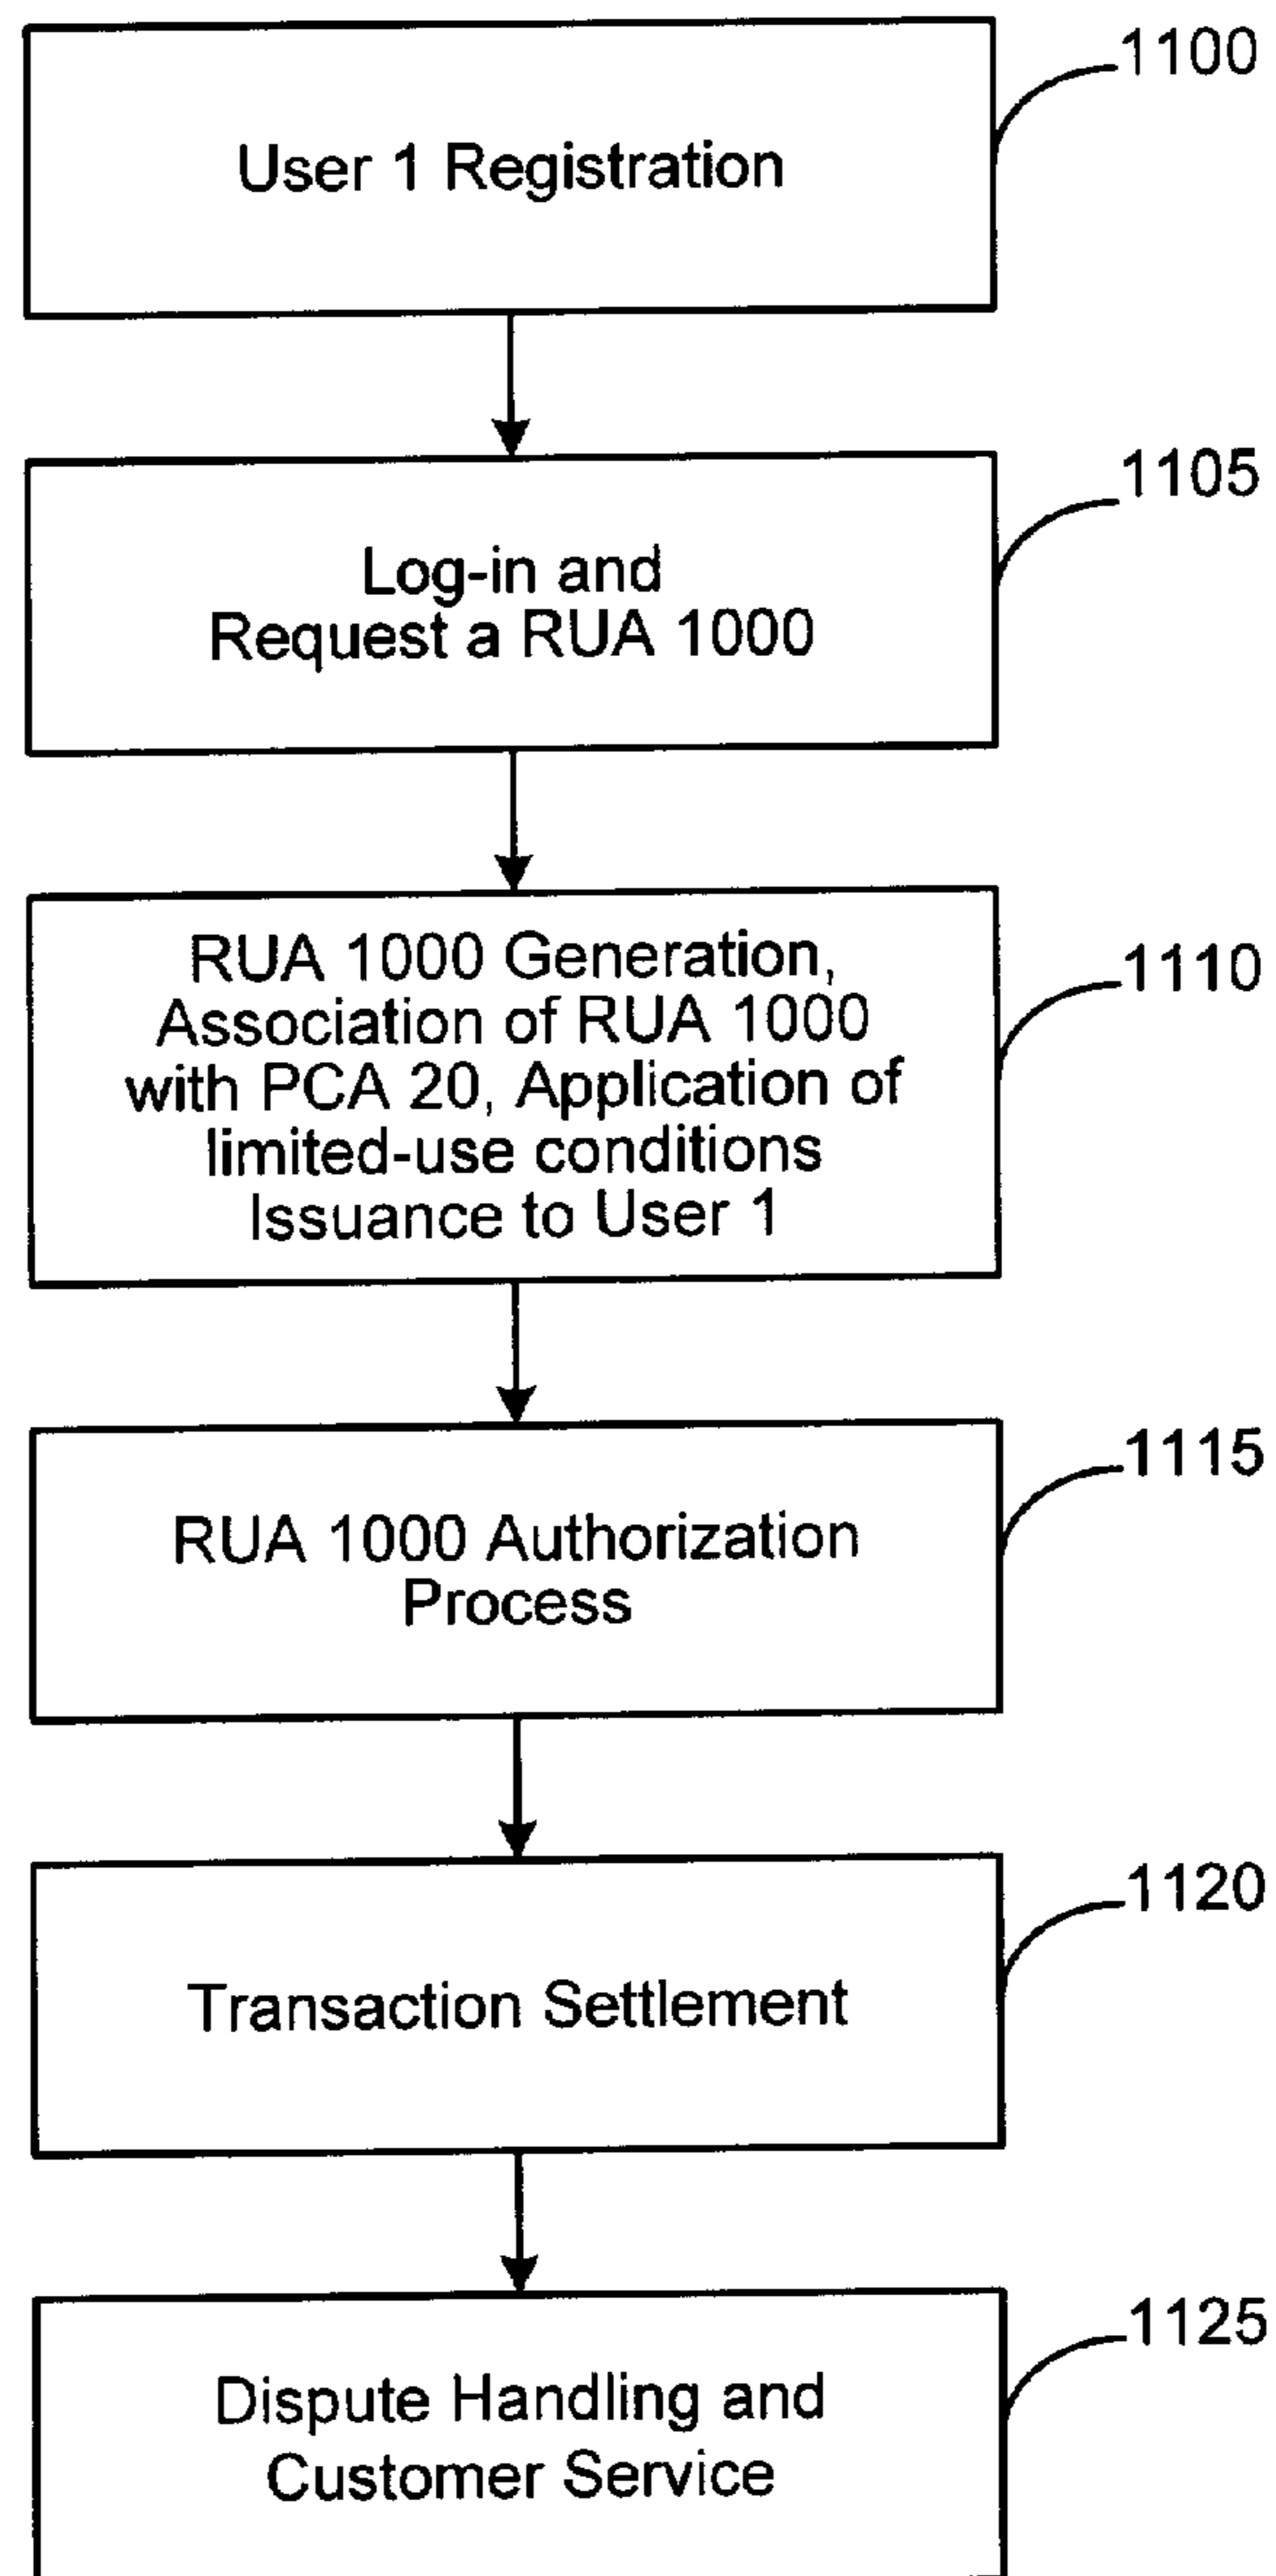 1100
User 1 Registration
1105
Log-in and
Request a RUA 1000
1110
RUA 1000 Generation,
Association of RUA 1000
with PCA 20, Application of
limited-use conditions
Issuance to User 1
1115
RUA 1000 Authorization
Process
1120
Transaction Settlement
1125
Dispute Handling and
Customer Service